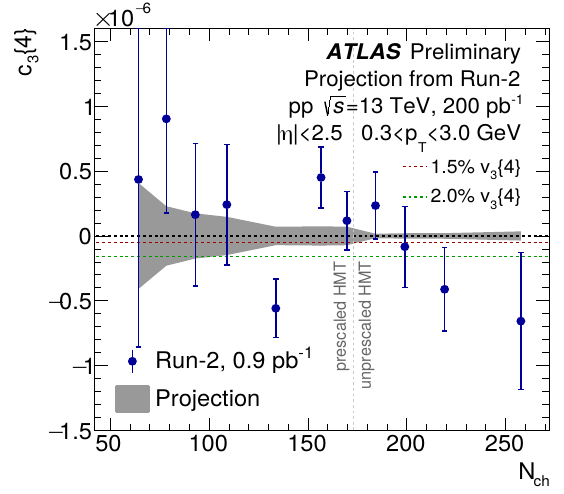 ×10⁻⁶
c₃{4}
1.5
1
0.5
0
−0.5
−1
−1.5
ATLAS Preliminary
Projection from Run-2
pp √s=13 TeV, 200 pb⁻¹
|η|<2.5 0.3<p_T<3.0 GeV
1.5% v₃{4}
2.0% v₃{4}
prescaled HMT
unprescaled HMT
Run-2, 0.9 pb⁻¹
Projection
50 100 150 200 250
N_ch